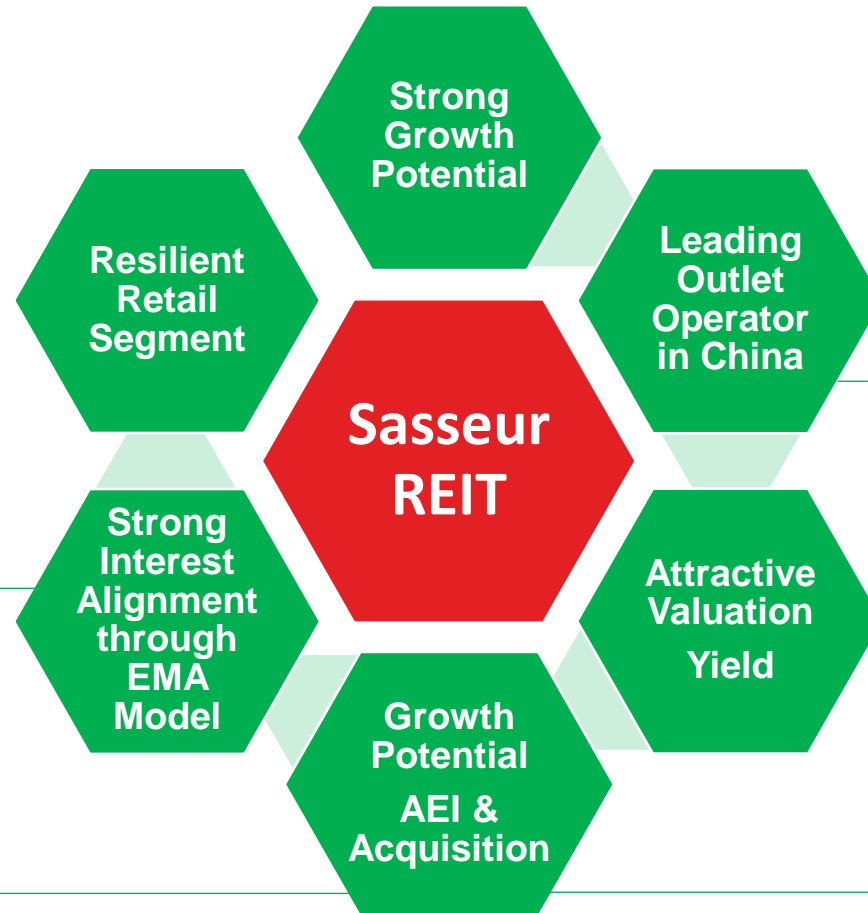 Strong
Growth
Potential
Resilient
Retail
Segment
Leading
Outlet
Operator
in China
Sasseur
REIT
Strong
Interest
Alignment
through
EMA
Model
Attractive
Valuation
Yield
Growth
Potential
AEI &
Acquisition